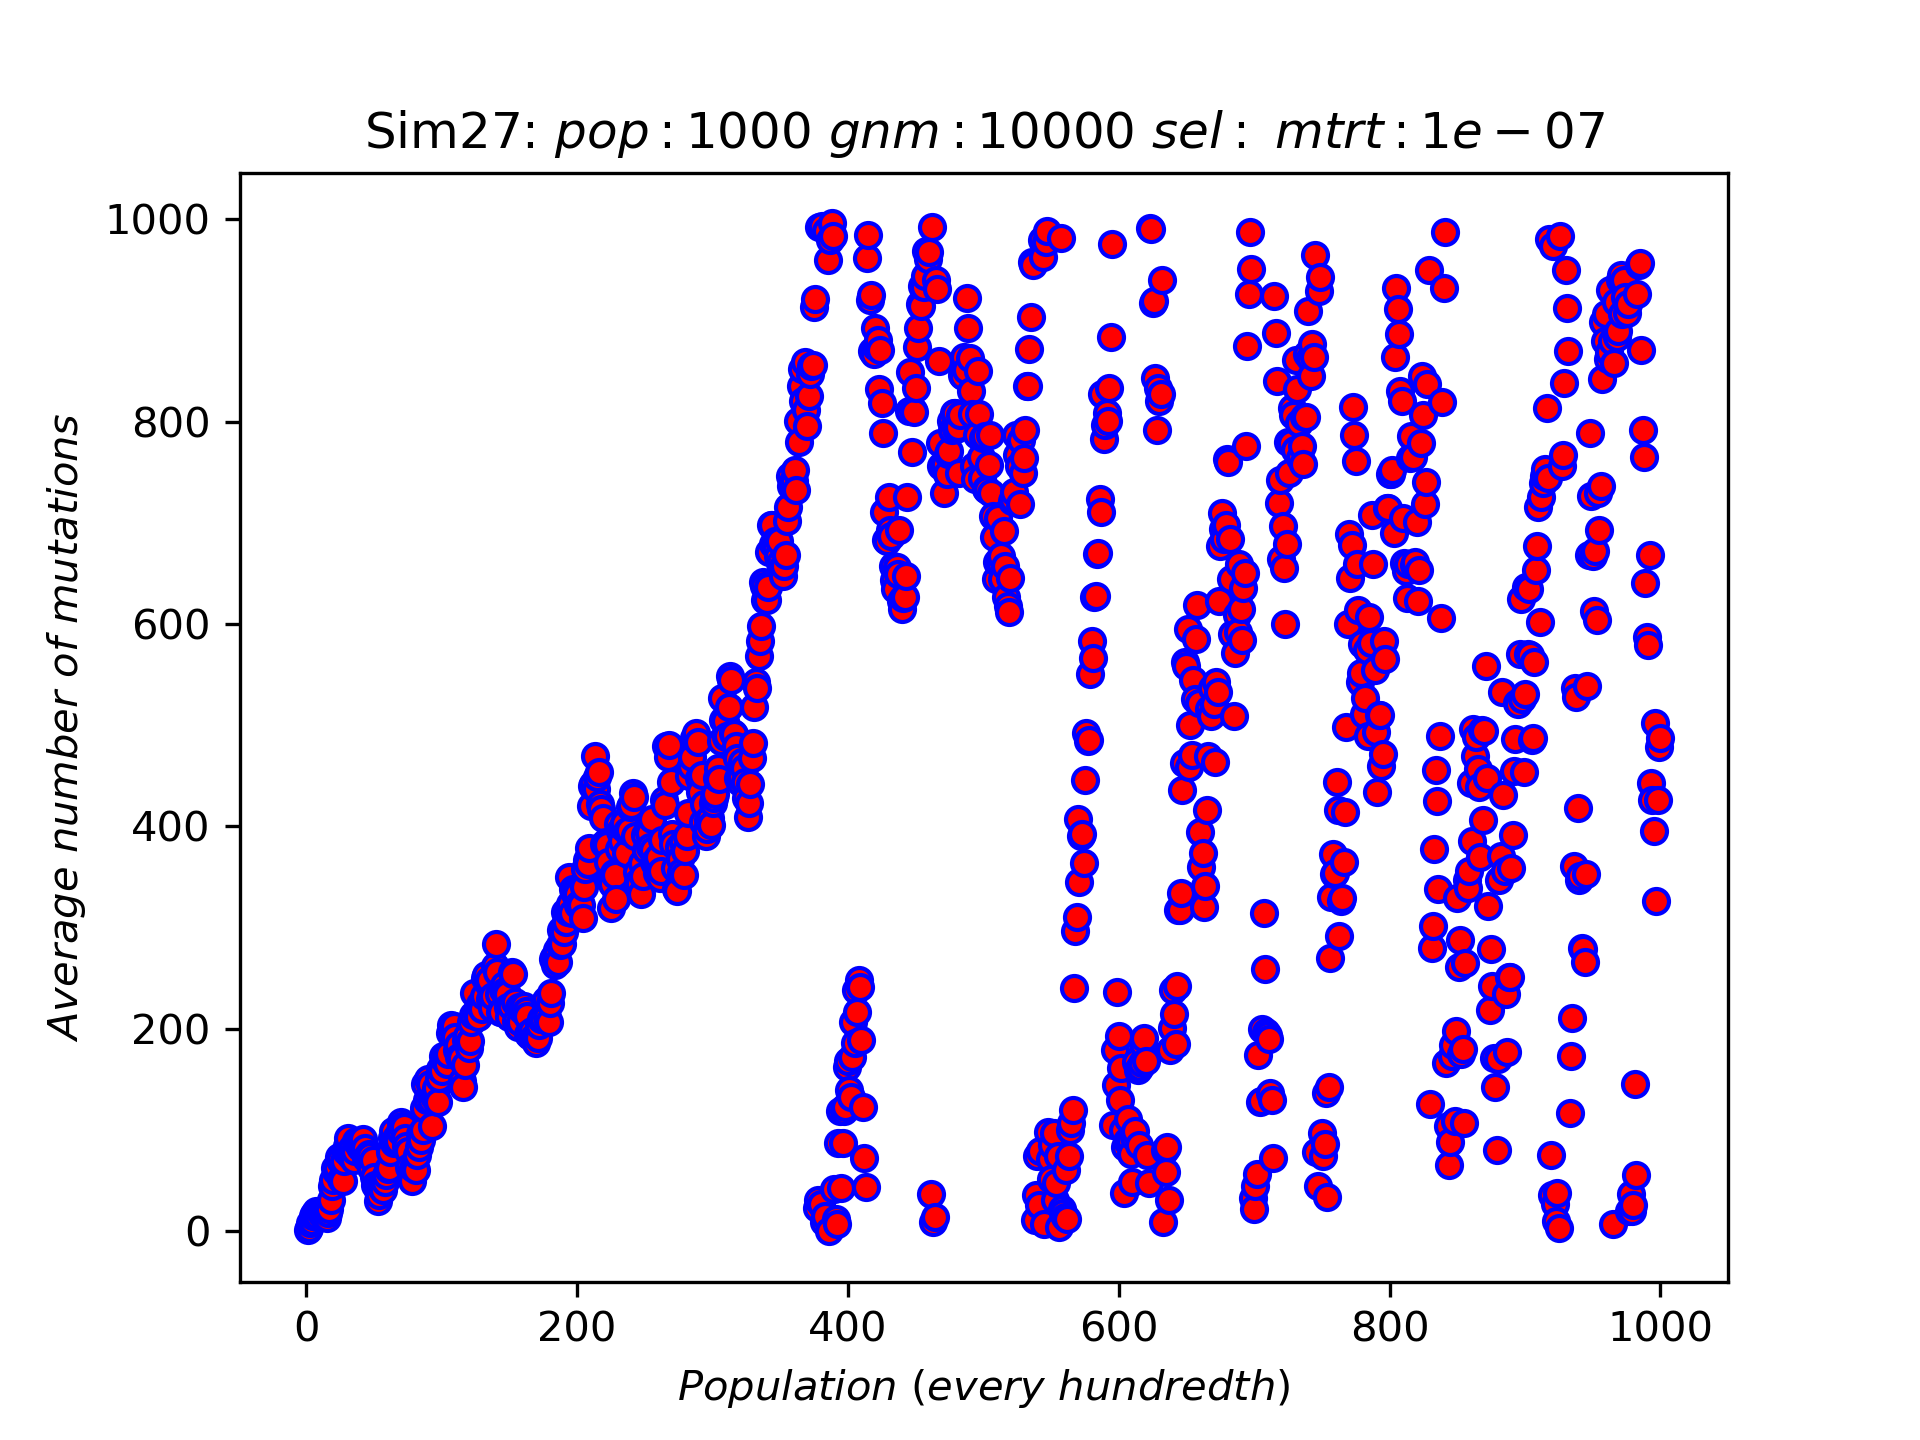 Sim27: pop : 1000 gnm : 10000 sel : mtrt : 1e − 07
Average number of mutations
1000
800
600
400
200
0
0 200 400 600 800 1000
Population (every hundredth)